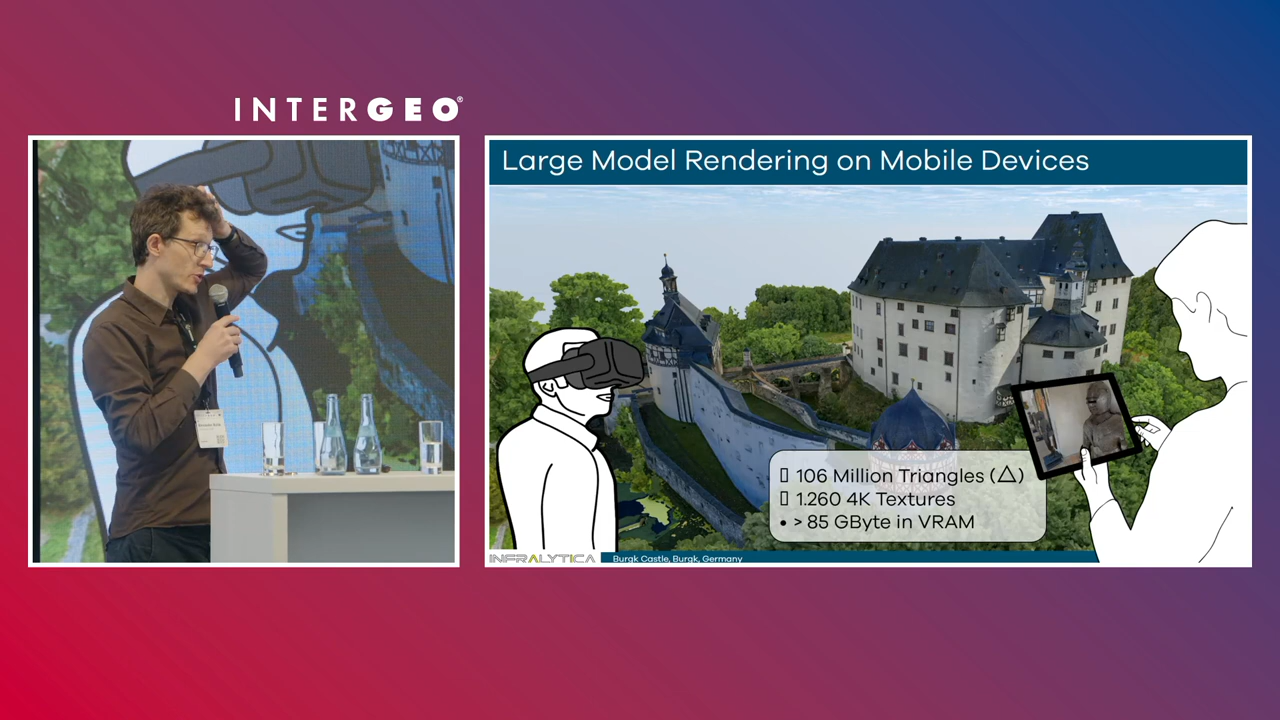 INTERGEO®
Large Model Rendering on Mobile Devices
106 Million Triangles (△)
1.260 4K Textures
• > 85 GByte in VRAM
INFRALYTICA
Burgk Castle, Burgk, Germany